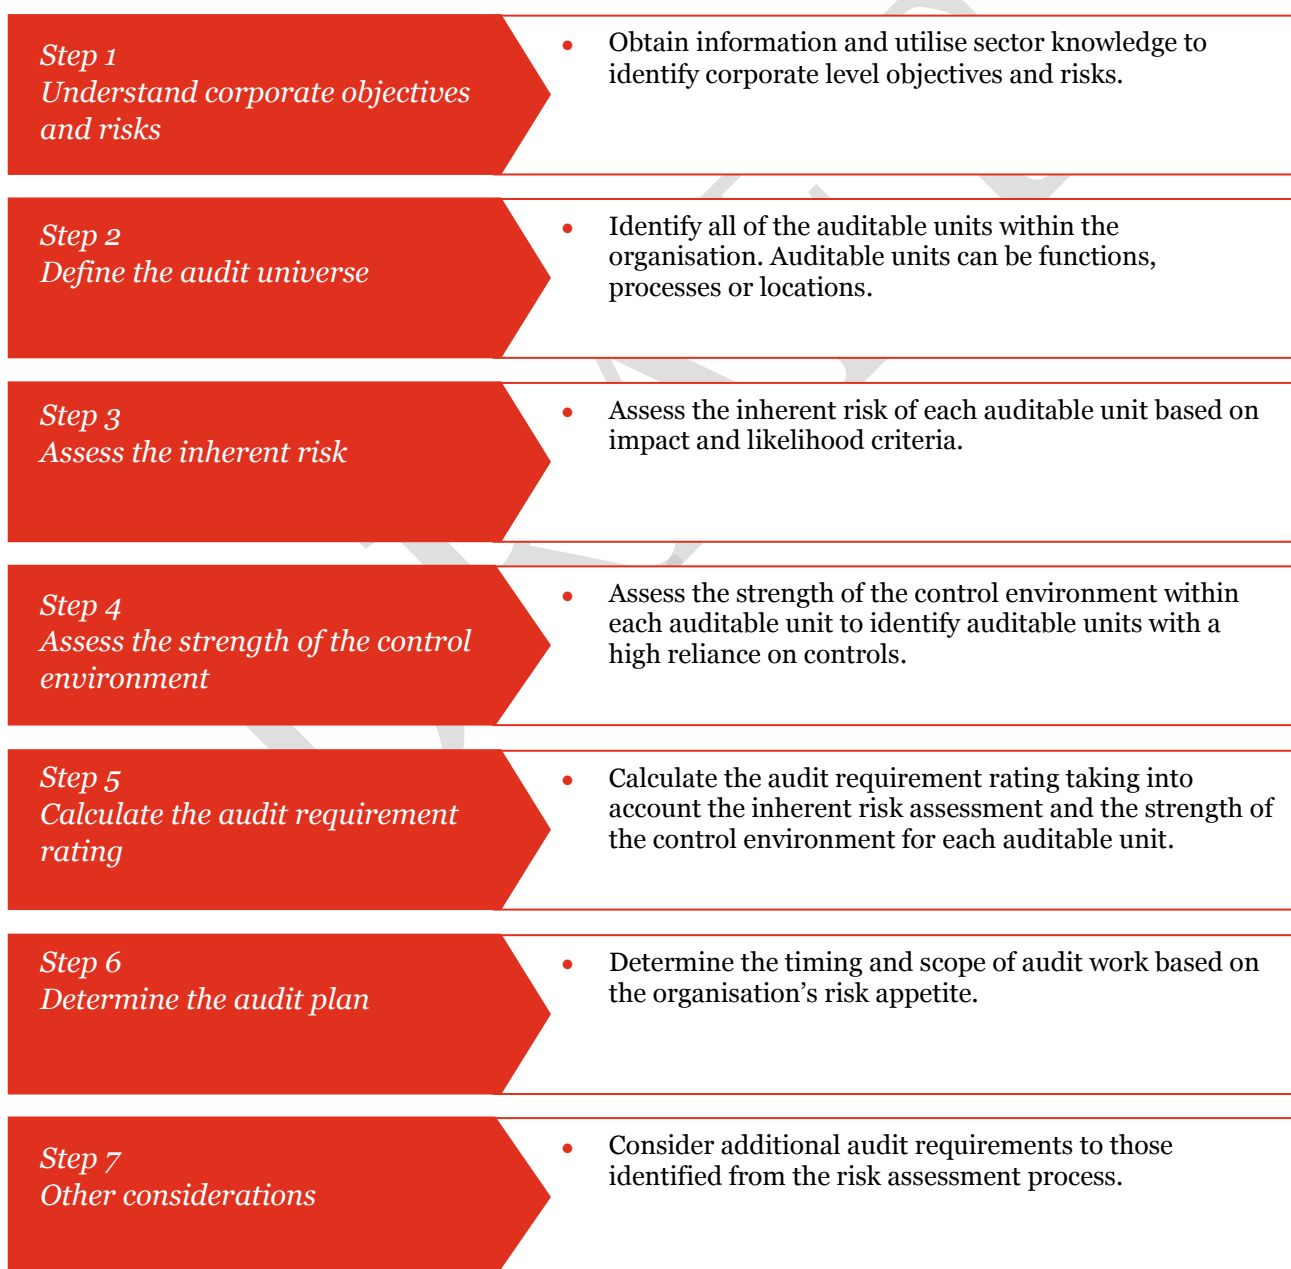 Step 1
Understand corporate objectives
and risks
• Obtain information and utilise sector knowledge to
identify corporate level objectives and risks.
Step 2
Define the audit universe
• Identify all of the auditable units within the
organisation. Auditable units can be functions,
processes or locations.
Step 3
Assess the inherent risk
• Assess the inherent risk of each auditable unit based on
impact and likelihood criteria.
Step 4
Assess the strength of the control
environment
• Assess the strength of the control environment within
each auditable unit to identify auditable units with a
high reliance on controls.
Step 5
Calculate the audit requirement
rating
• Calculate the audit requirement rating taking into
account the inherent risk assessment and the strength of
the control environment for each auditable unit.
Step 6
Determine the audit plan
• Determine the timing and scope of audit work based on
the organisation’s risk appetite.
Step 7
Other considerations
• Consider additional audit requirements to those
identified from the risk assessment process.